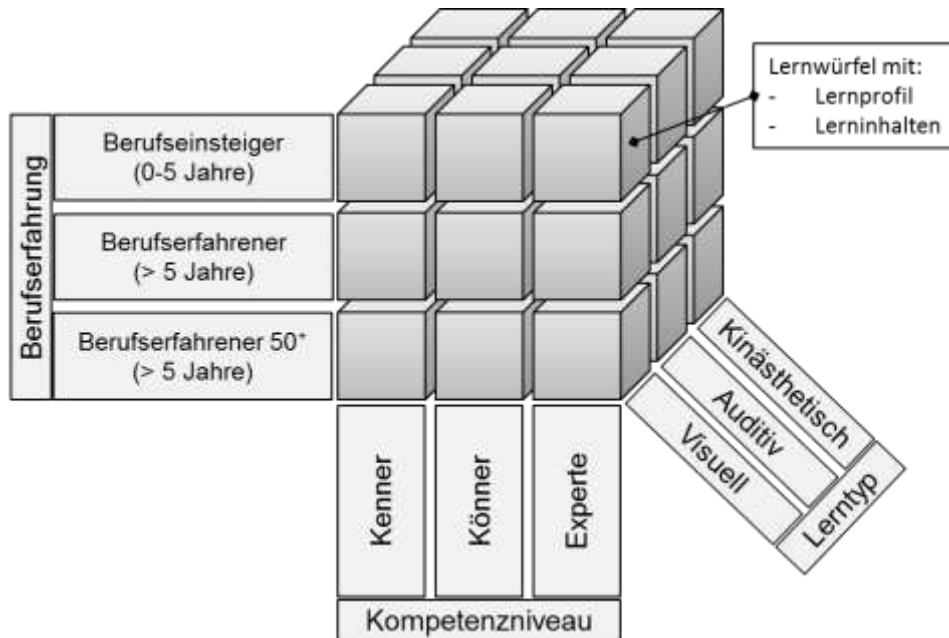 Lernwürfel mit:
- Lernprofil
- Lerninhalten
Berufserfahrung
Berufseinsteiger
(0-5 Jahre)
Berufserfahrener
(> 5 Jahre)
Berufserfahrener 50⁺
(> 5 Jahre)
Kenner
Könner
Experte
Kompetenzniveau
Visuell
Auditiv
Kinästhetisch
Lerntyp